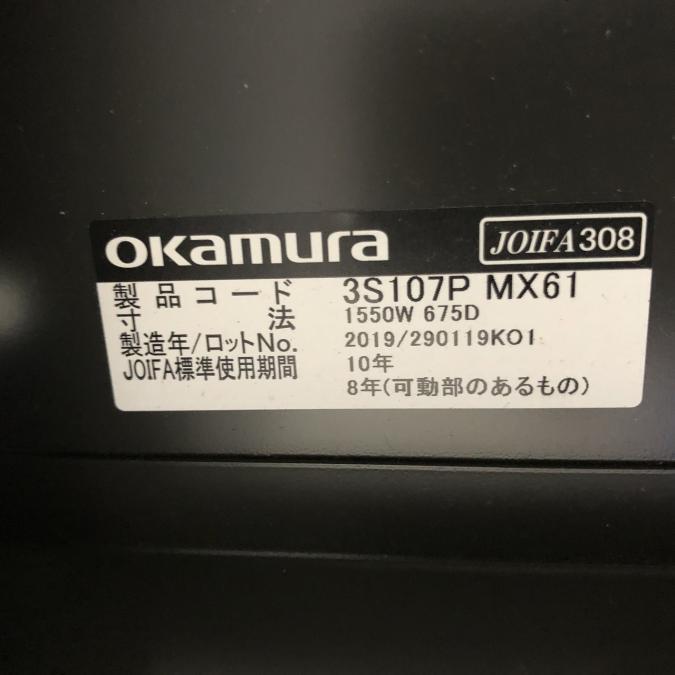 okamura JOIFA308
製品コード 3S107P MX61
寸法 1550W 675D
製造年/ロットNo. 2019/290119KO1
JOIFA標準使用期間 10年
8年(可動部のあるもの)